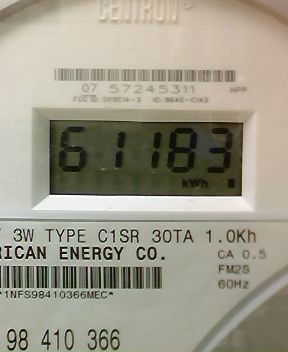 CENTRON®
07 57245311 HPP
61183
kWh
3W TYPE C1SR 30TA 1.0Kh
RICAN ENERGY CO. CA 0.5
FM2S
*1NFS98410366MEC* 60Hz
98 410 366